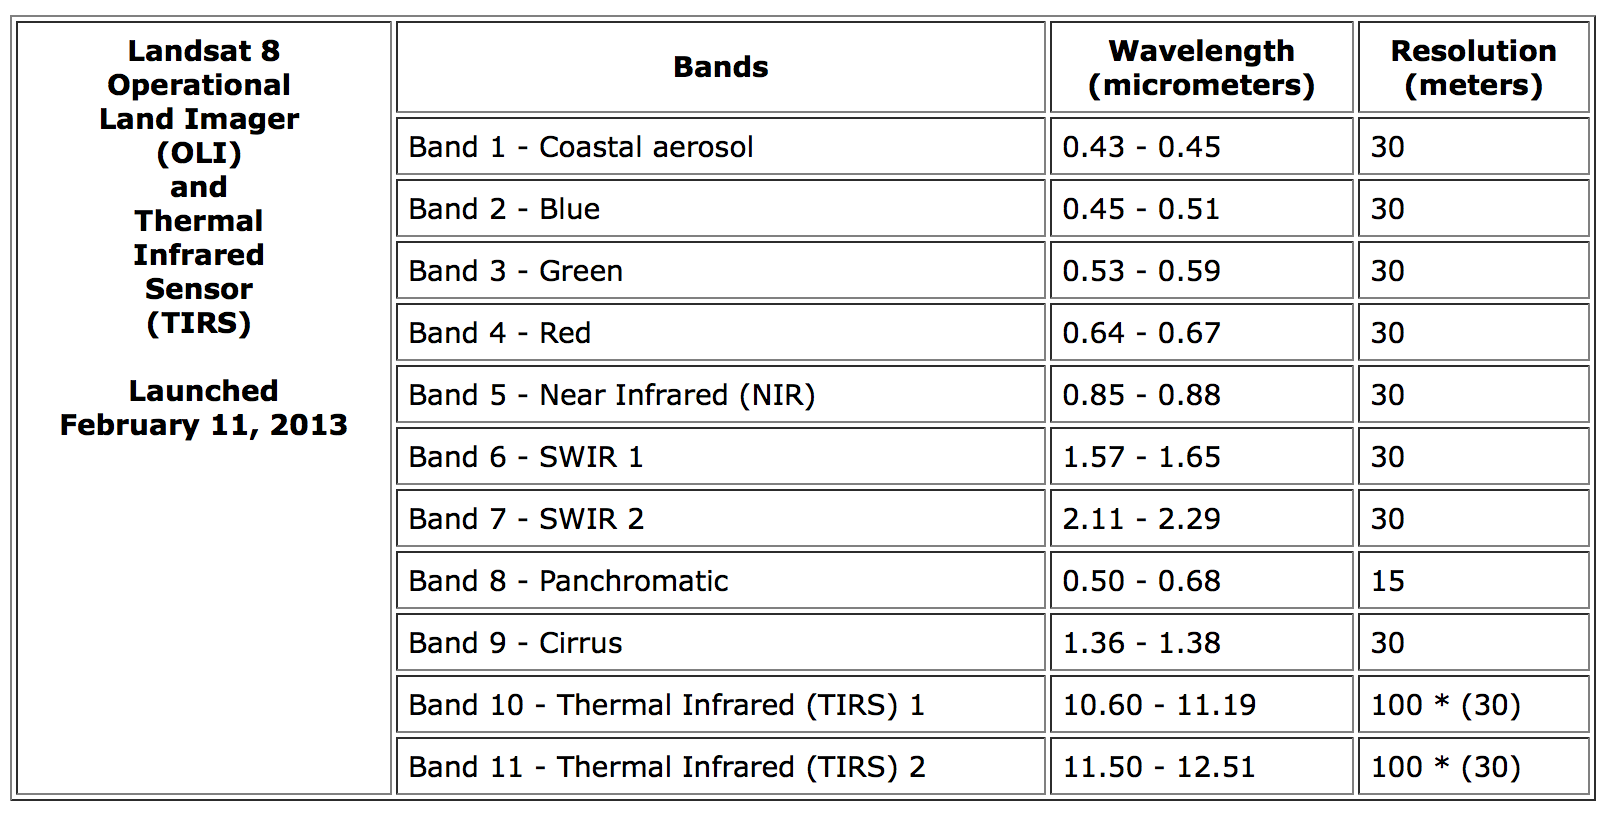 Landsat 8
Operational
Land Imager
(OLI)
and
Thermal
Infrared
Sensor
(TIRS)
Launched
February 11, 2013
Bands
Wavelength
(micrometers)
Resolution
(meters)
Band 1 - Coastal aerosol 0.43 - 0.45 30
Band 2 - Blue 0.45 - 0.51 30
Band 3 - Green 0.53 - 0.59 30
Band 4 - Red 0.64 - 0.67 30
Band 5 - Near Infrared (NIR) 0.85 - 0.88 30
Band 6 - SWIR 1 1.57 - 1.65 30
Band 7 - SWIR 2 2.11 - 2.29 30
Band 8 - Panchromatic 0.50 - 0.68 15
Band 9 - Cirrus 1.36 - 1.38 30
Band 10 - Thermal Infrared (TIRS) 1 10.60 - 11.19 100 * (30)
Band 11 - Thermal Infrared (TIRS) 2 11.50 - 12.51 100 * (30)